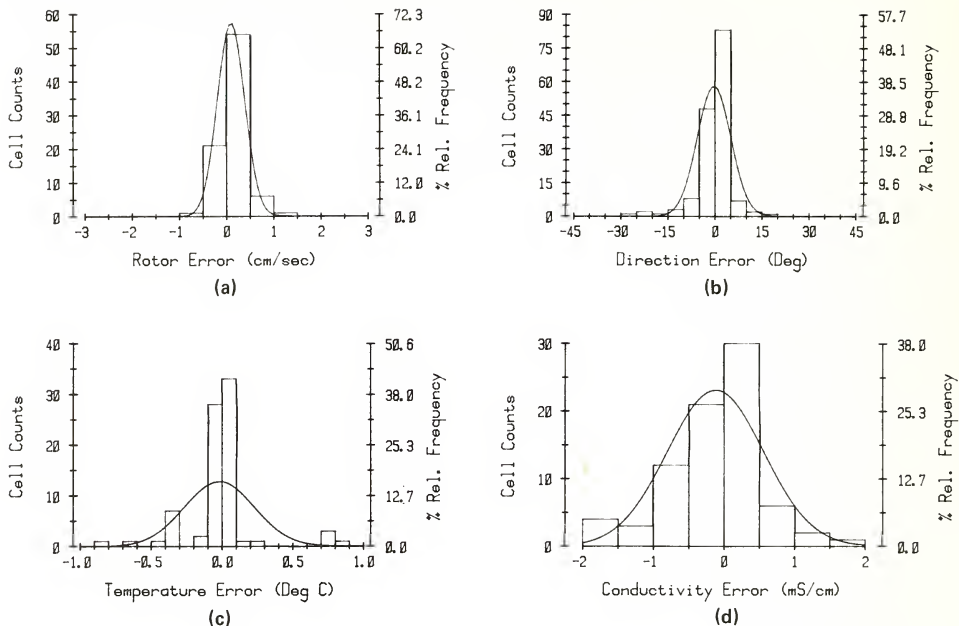 60
50
40
30
20
10
0
Cell Counts
72.3
60.2
48.2
36.1
24.1
12.0
0.0
% Rel. Frequency
-3 -1 0 1 3
Rotor Error (cm/sec)
(a)
90
75
60
45
30
15
0
Cell Counts
57.7
48.1
38.5
28.8
19.2
9.6
0.0
% Rel. Frequency
-45 -15 0 15 45
Direction Error (Deg)
(b)
40
30
20
10
0
Cell Counts
50.6
38.0
25.3
12.7
0.0
% Rel. Frequency
-1.0 -0.5 0.0 0.5 1.0
Temperature Error (Deg C)
(c)
30
20
10
0
Cell Counts
38.0
25.3
12.7
0.0
% Rel. Frequency
-2 -1 0 1 2
Conductivity Error (mS/cm)
(d)